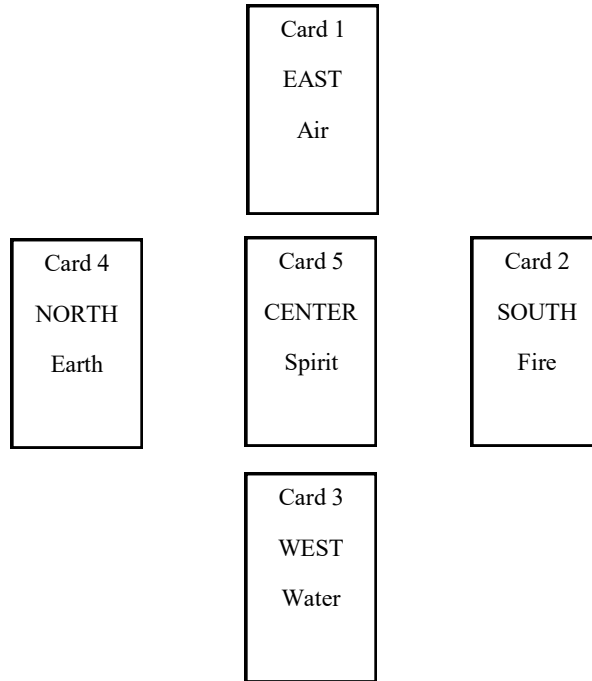 Card 1
EAST
Air
Card 4
NORTH
Earth
Card 5
CENTER
Spirit
Card 2
SOUTH
Fire
Card 3
WEST
Water